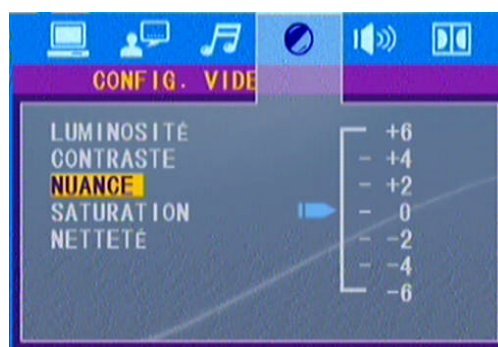 CONFIG. VIDE
LUMINOSITÉ
CONTRASTE
NUANCE
SATURATION
NETTETÉ
+6
+4
+2
0
-2
-4
-6